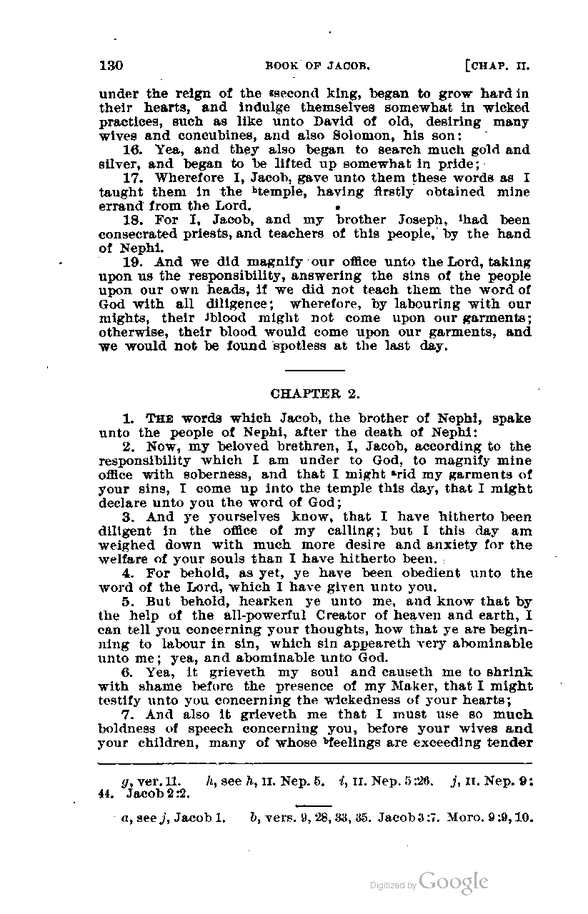 130 BOOK OF JACOB. [CHAP. II.
under the reign of the gsecond king, began to grow hard in
their hearts, and indulge themselves somewhat in wicked
practices, such as like unto David of old, desiring many
wives and concubines, and also Solomon, his son:
16. Yea, and they also began to search much gold and
silver, and began to be lifted up somewhat in pride;
17. Wherefore I, Jacob, gave unto them these words as I
taught them in the htemple, having firstly obtained mine
errand from the Lord.
18. For I, Jacob, and my brother Joseph, ihad been
consecrated priests, and teachers of this people, by the hand
of Nephi.
19. And we did magnify our office unto the Lord, taking
upon us the responsibility, answering the sins of the people
upon our own heads, if we did not teach them the word of
God with all diligence; wherefore, by labouring with our
mights, their jblood might not come upon our garments;
otherwise, their blood would come upon our garments, and
we would not be found spotless at the last day.
CHAPTER 2.
1. THE words which Jacob, the brother of Nephi, spake
unto the people of Nephi, after the death of Nephi:
2. Now, my beloved brethren, I, Jacob, according to the
responsibility which I am under to God, to magnify mine
office with soberness, and that I might arid my garments of
your sins, I come up into the temple this day, that I might
declare unto you the word of God;
3. And ye yourselves know, that I have hitherto been
diligent in the office of my calling; but I this day am
weighed down with much more desire and anxiety for the
welfare of your souls than I have hitherto been.
4. For behold, as yet, ye have been obedient unto the
word of the Lord, which I have given unto you.
5. But behold, hearken ye unto me, and know that by
the help of the all-powerful Creator of heaven and earth, I
can tell you concerning your thoughts, how that ye are begin-
ning to labour in sin, which sin appeareth very abominable
unto me; yea, and abominable unto God.
6. Yea, it grieveth my soul and causeth me to shrink
with shame before the presence of my Maker, that I might
testify unto you concerning the wickedness of your hearts;
7. And also it grieveth me that I must use so much
boldness of speech concerning you, before your wives and
your children, many of whose bfeelings are exceeding tender
g, ver. 11. h, see h, II. Nep. 5. i, II. Nep. 5:26. j, II. Nep. 9:
44. Jacob 2:2.
a, see j, Jacob 1. b, vers. 9, 28, 33, 35. Jacob 3:7. Moro. 9:9, 10.
Digitized by Google